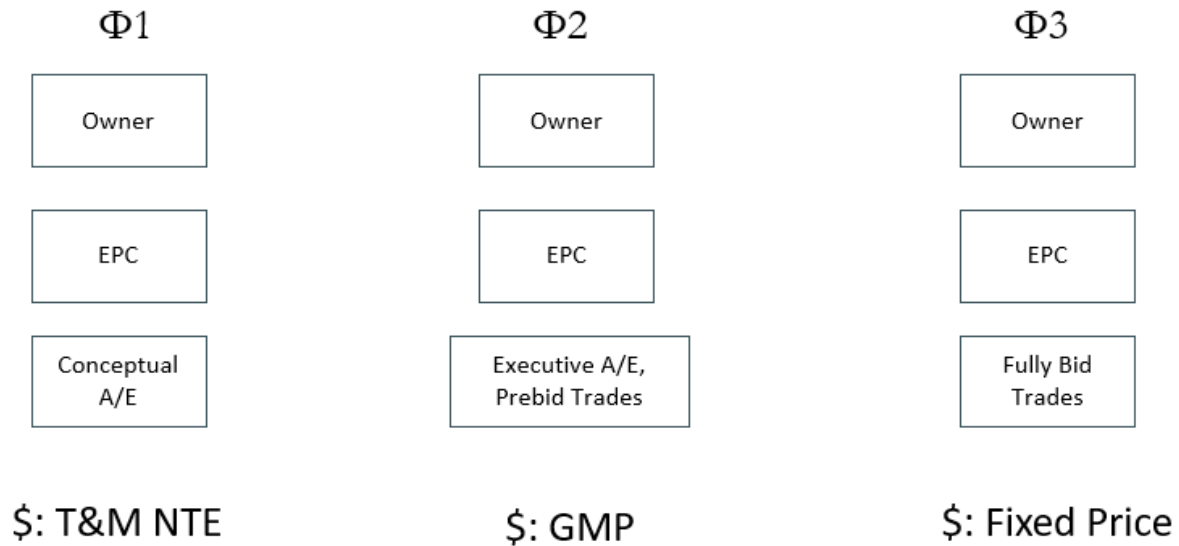 Φ1
Φ2
Φ3
Owner
Owner
Owner
EPC
EPC
EPC
Conceptual
A/E
Executive A/E,
Prebid Trades
Fully Bid
Trades
$: T&M NTE
$: GMP
$: Fixed Price